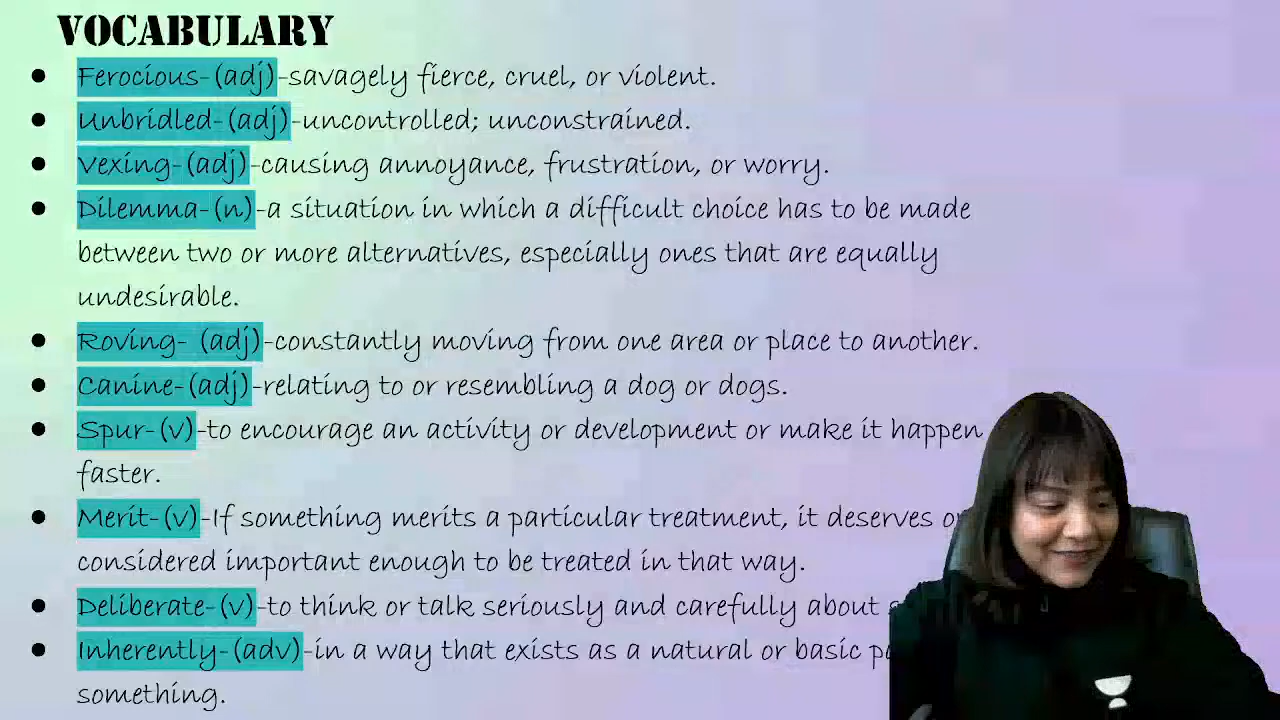 VOCABULARY
● Ferocious-(adj)-savagely fierce, cruel, or violent.
● Unbridled-(adj)-uncontrolled; unconstrained.
● Vexing-(adj)-causing annoyance, frustration, or worry.
● Dilemma-(n)-a situation in which a difficult choice has to be made
between two or more alternatives, especially ones that are equally
undesirable.
● Roving- (adj)-constantly moving from one area or place to another.
● Canine-(adj)-relating to or resembling a dog or dogs.
● Spur-(v)-to encourage an activity or development or make it happen
faster.
● Merit-(v)-If something merits a particular treatment, it deserves
considered important enough to be treated in that way.
● Deliberate-(v)-to think or talk seriously and carefully about
● Inherently-(adv)-in a way that exists as a natural or basic
something.